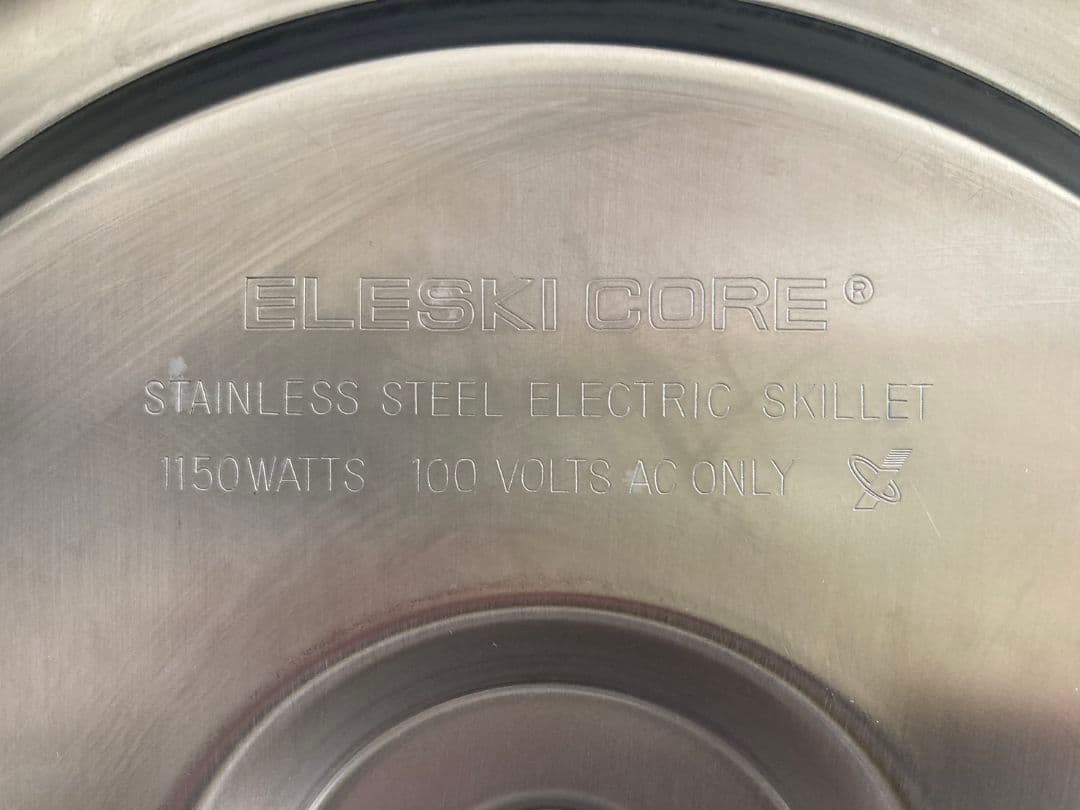 ELESKI CORE®
STAINLESS STEEL ELECTRIC SKILLET
1150WATTS 100 VOLTS AC ONLY